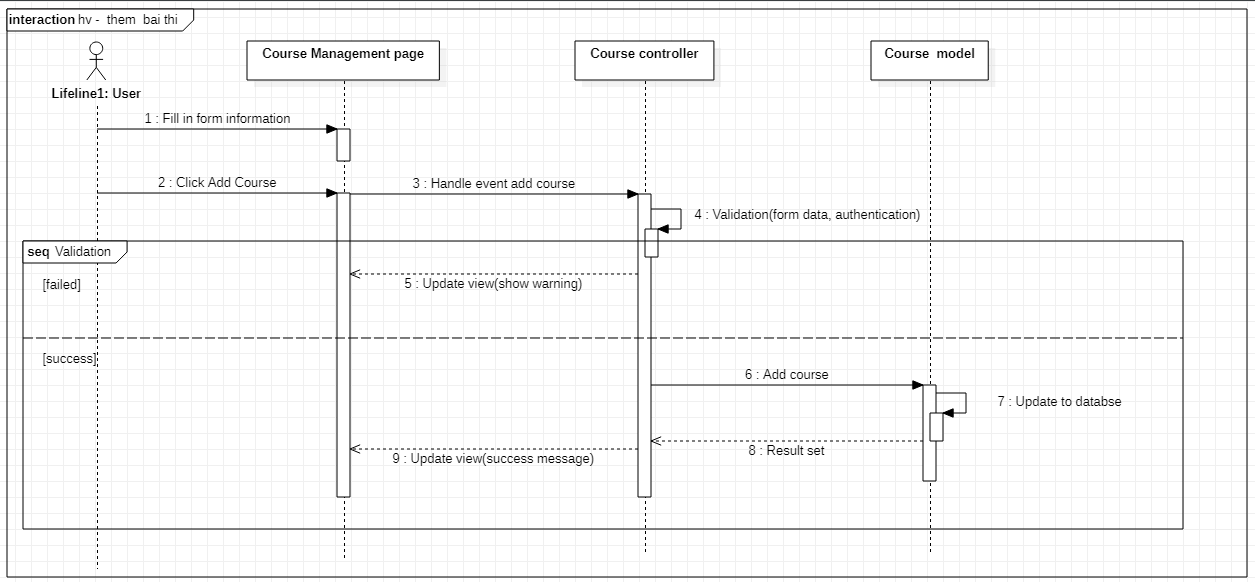 interaction hv - them bai thi
Course Management page
Course controller
Course model
Lifeline1: User
1 : Fill in form information
2 : Click Add Course
3 : Handle event add course
4 : Validation(form data, authentication)
seq Validation
[failed]
5 : Update view(show warning)
[success]
6 : Add course
7 : Update to databse
8 : Result set
9 : Update view(success message)